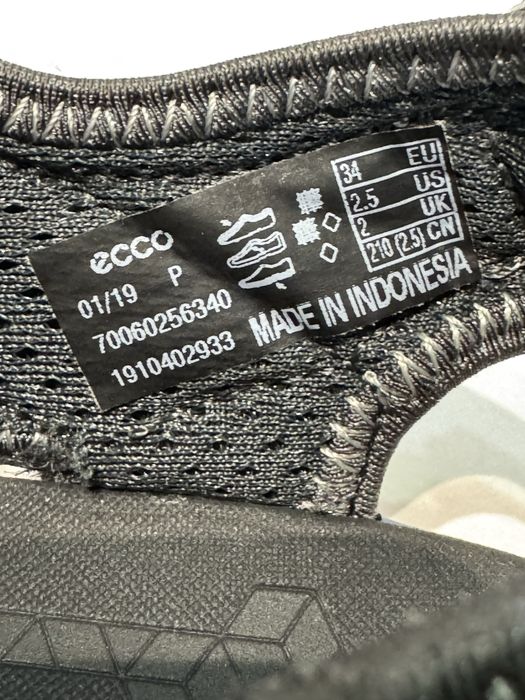 ecco
01/19 P
70060256340
1910402933
34 EU
2.5 US
2 UK
210 (2.5) CN
MADE IN INDONESIA